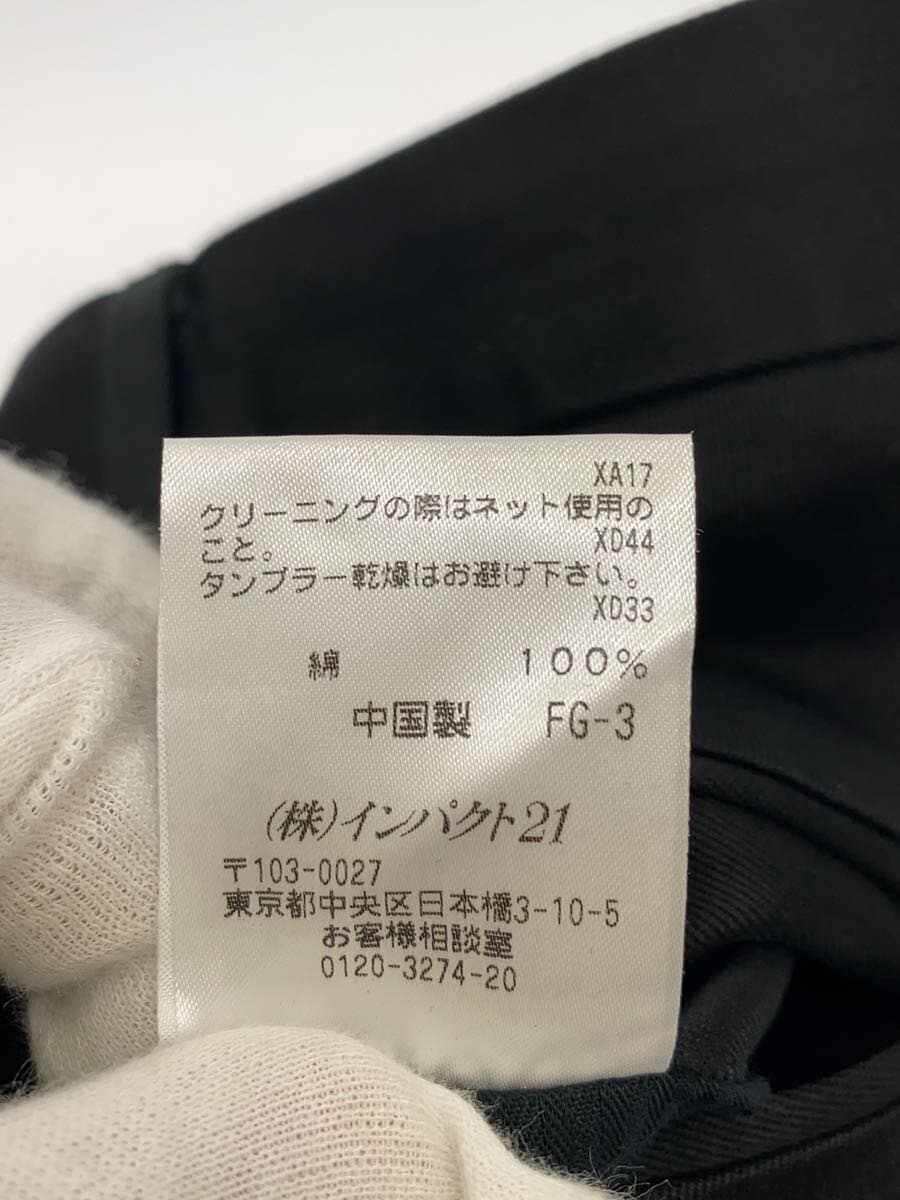 XA17
クリーニングの際はネット使用の
こと。 XD44
タンブラー乾燥はお避け下さい。
XD33
綿 100%
中国製 FG-3
(株)インパクト21
〒103-0027
東京都中央区日本橋3-10-5
お客様相談室
0120-3274-20